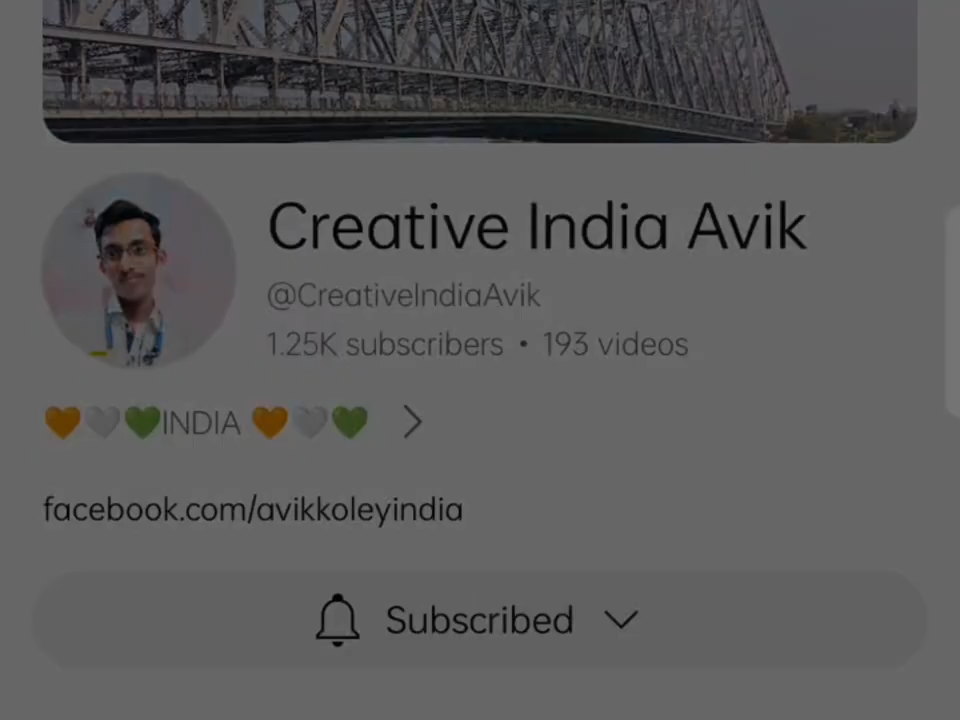 Creative India Avik
@CreativeIndiaAvik
1.25K subscribers • 193 videos
🧡🤍💚INDIA 🧡🤍💚
facebook.com/avikkoleyindia
Subscribed